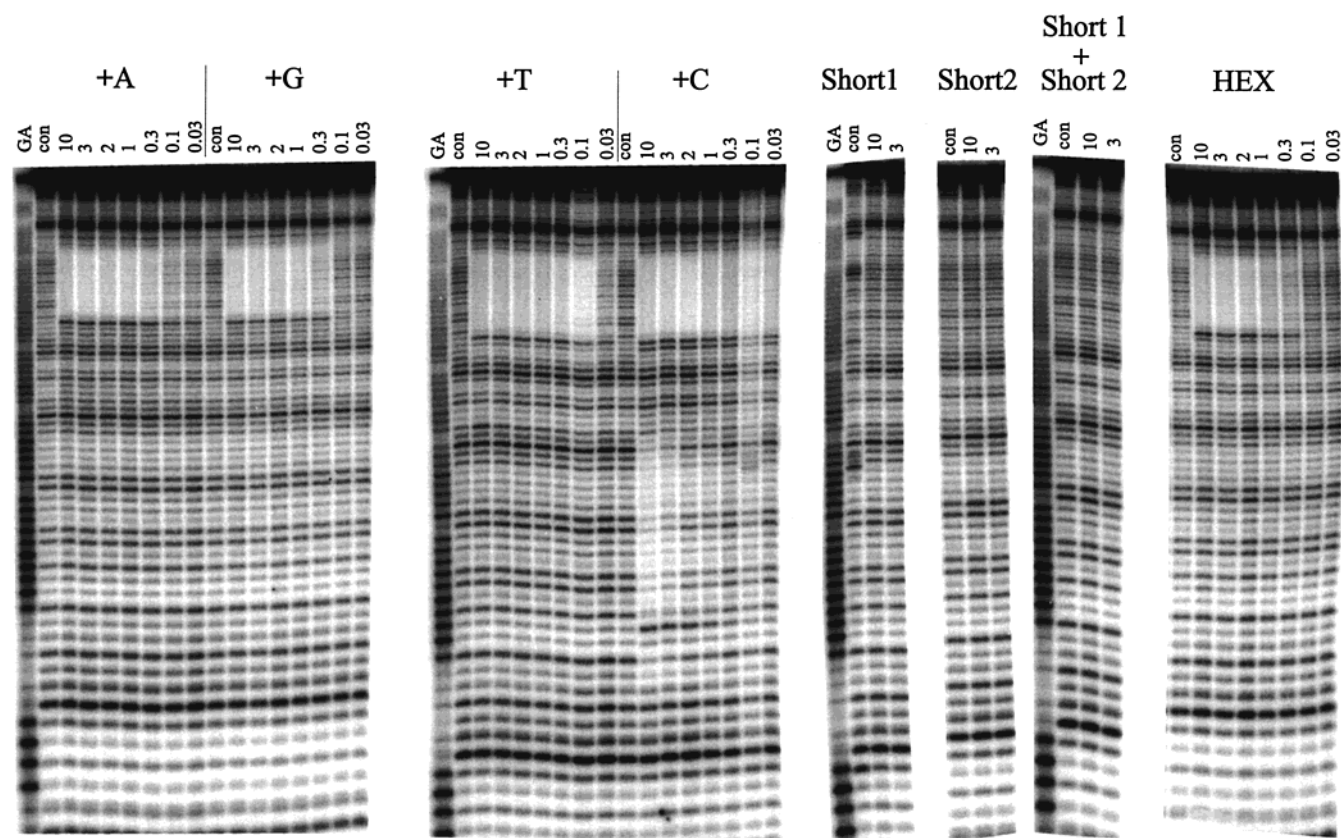 +A
+G
+T
+C
Short1
Short2
Short 1
+
Short 2
HEX
GA con 10 3 2 1 0.3 0.1 0.03 con 10 3 2 1 0.3 0.1 0.03
GA con 10 3 2 1 0.3 0.1 0.03 con 10 3 2 1 0.3 0.1 0.03
GA con 10 3
con 10 3
GA con 10 3
con 10 3 2 1 0.3 0.1 0.03